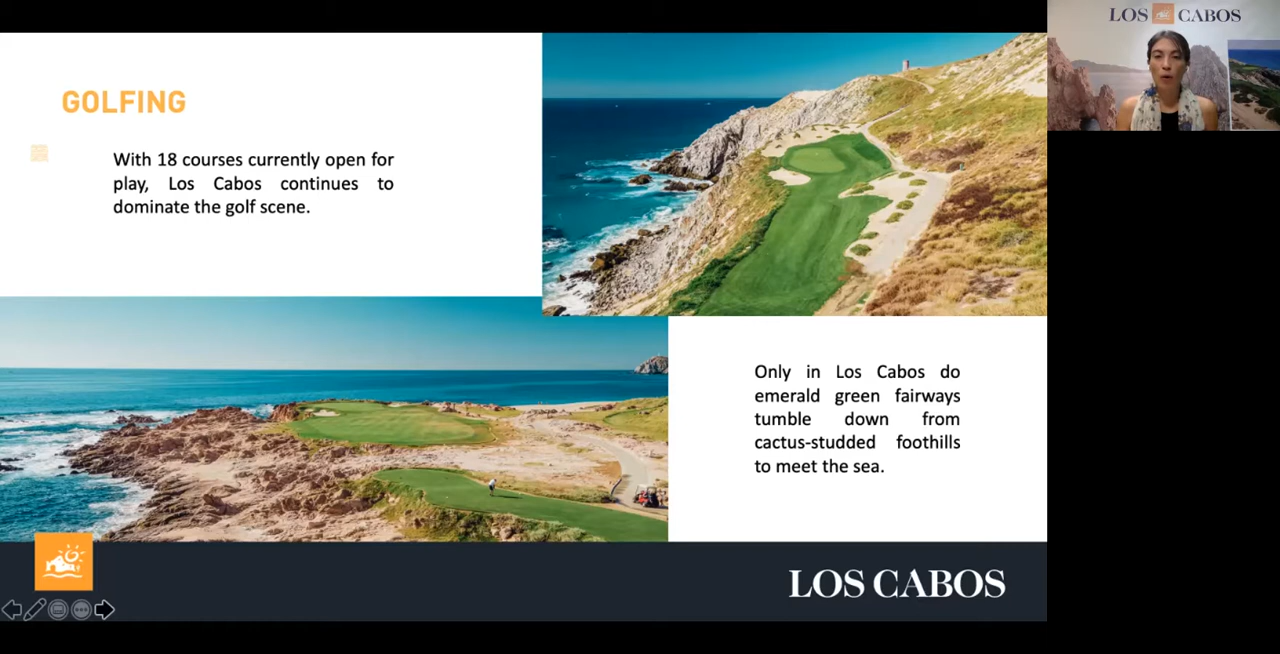 GOLFING
With 18 courses currently open for
play, Los Cabos continues to
dominate the golf scene.
Only in Los Cabos do
emerald green fairways
tumble down from
cactus-studded foothills
to meet the sea.
LOS CABOS
LOS CABOS